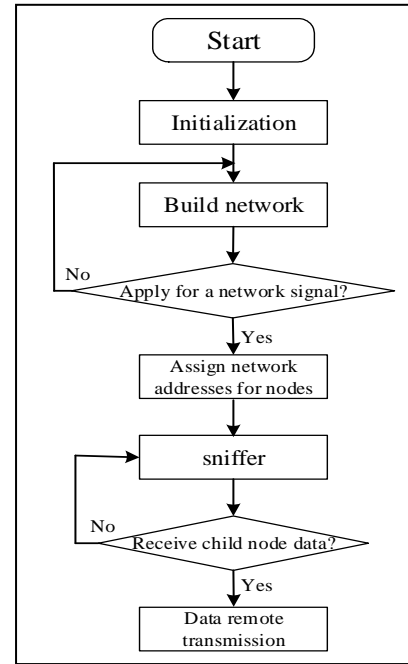 Start
Initialization
Build network
No
Apply for a network signal?
Yes
Assign network
addresses for nodes
sniffer
No
Receive child node data?
Yes
Data remote
transmission